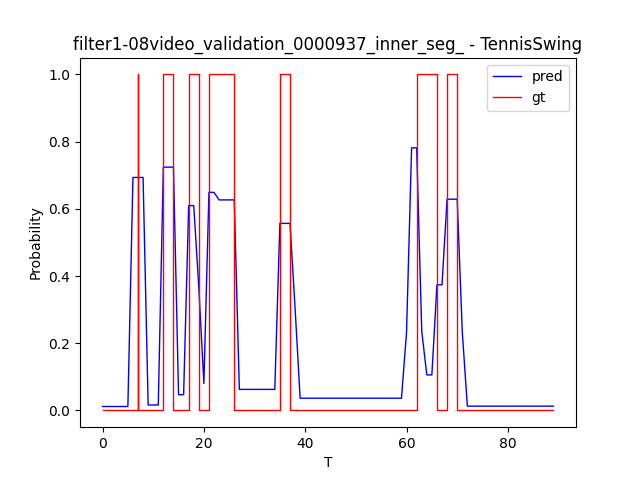 filter1-08video_validation_0000937_inner_seg_ - TennisSwing
pred
gt
1.0
0.8
0.6
0.4
0.2
0.0
Probability
0
20
40
60
80
T